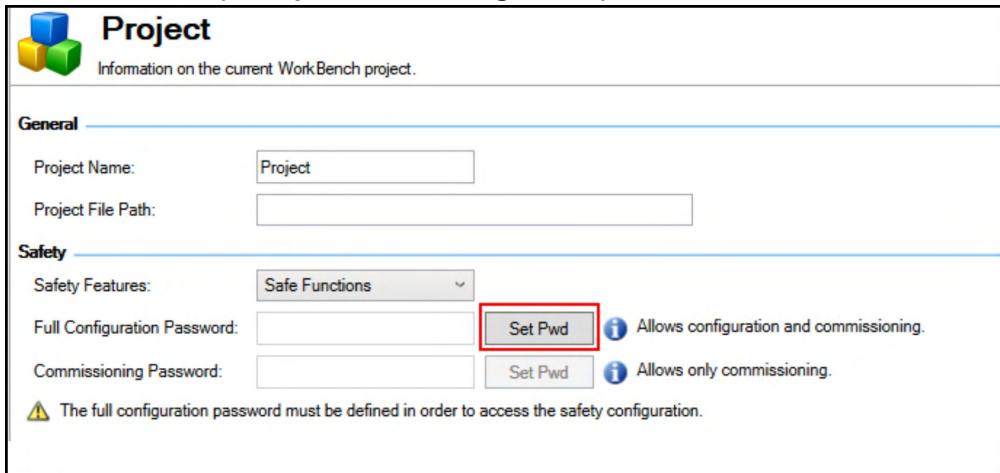 Project
Information on the current WorkBench project.
General
Project Name: Project
Project File Path:
Safety
Safety Features: Safe Functions
Full Configuration Password: Set Pwd Allows configuration and commissioning.
Commissioning Password: Set Pwd Allows only commissioning.
The full configuration password must be defined in order to access the safety configuration.